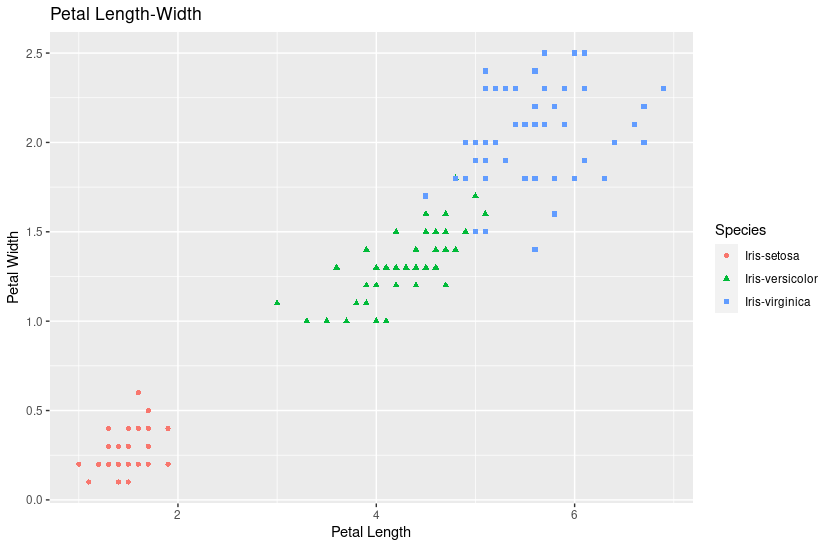 Petal Length-Width
2.5
2.0
1.5
1.0
0.5
0.0
2
4
6
Petal Length
Petal Width
Species
Iris-setosa
Iris-versicolor
Iris-virginica